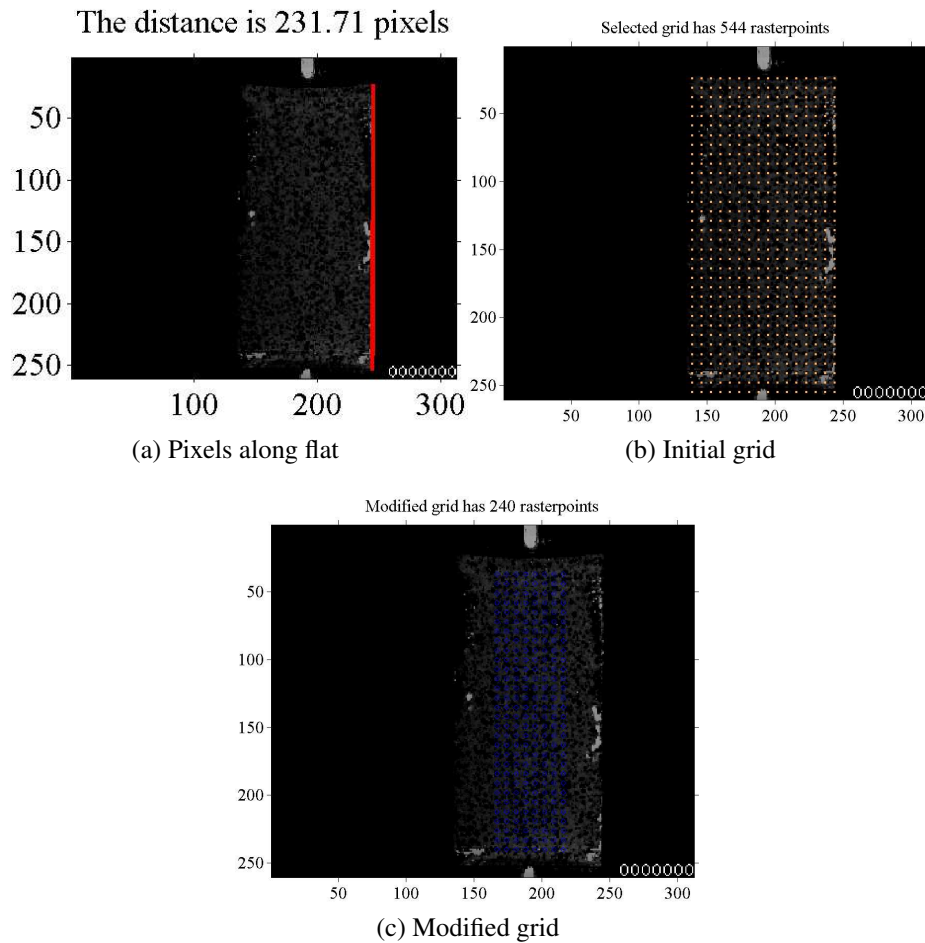 The distance is 231.71 pixels
50
100
150
200
250
0000000
100 200 300
(a) Pixels along flat
Selected grid has 544 rasterpoints
50
100
150
200
250
0000000
50 100 150 200 250 300
(b) Initial grid
Modified grid has 240 rasterpoints
50
100
150
200
250
0000000
50 100 150 200 250 300
(c) Modified grid